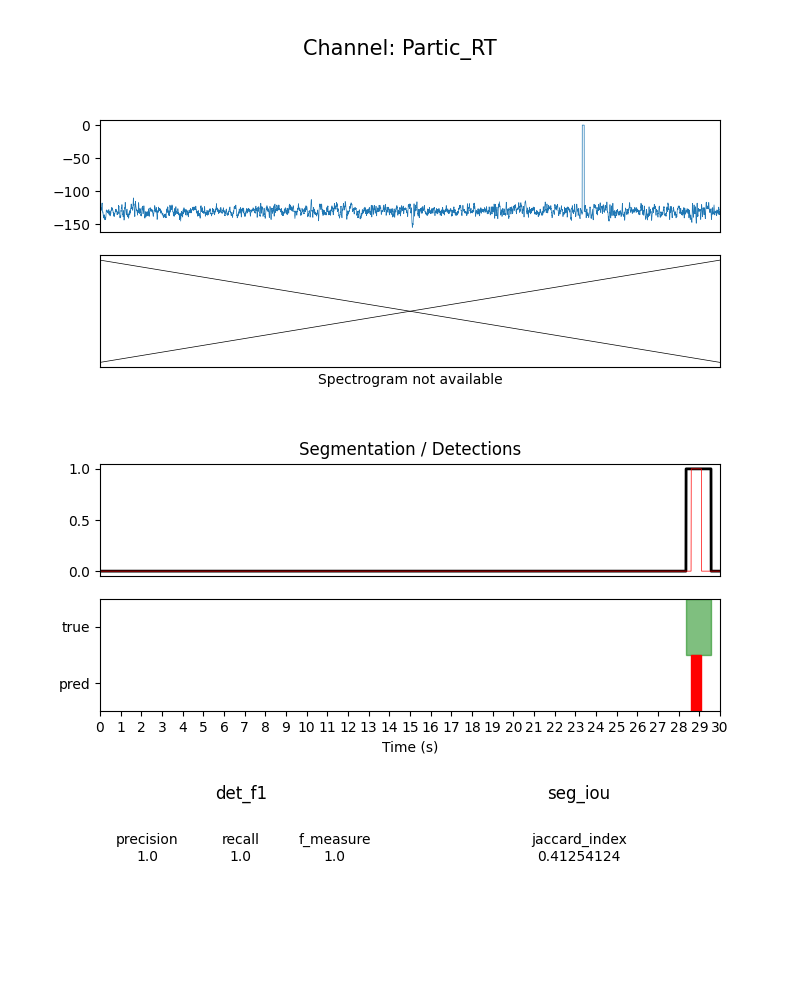 Channel: Partic_RT
0
−50
−100
−150
Spectrogram not available
Segmentation / Detections
1.0
0.5
0.0
true
pred
0 1 2 3 4 5 6 7 8 9 10 11 12 13 14 15 16 17 18 19 20 21 22 23 24 25 26 27 28 29 30
Time (s)
det_f1 seg_iou
precision recall f_measure jaccard_index
1.0 1.0 1.0 0.41254124